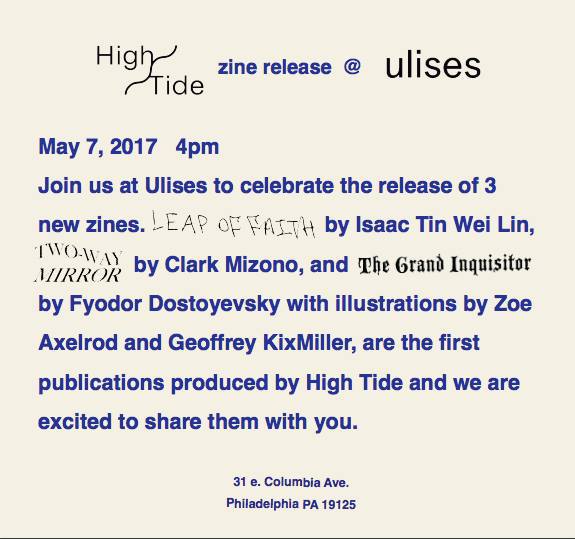 High Tide zine release @ ulises
May 7, 2017 4pm
Join us at Ulises to celebrate the release of 3
new zines. LEAP OF FAITH by Isaac Tin Wei Lin,
TWO-WAY MIRROR by Clark Mizono, and The Grand Inquisitor
by Fyodor Dostoyevsky with illustrations by Zoe
Axelrod and Geoffrey KixMiller, are the first
publications produced by High Tide and we are
excited to share them with you.
31 e. Columbia Ave.
Philadelphia PA 19125